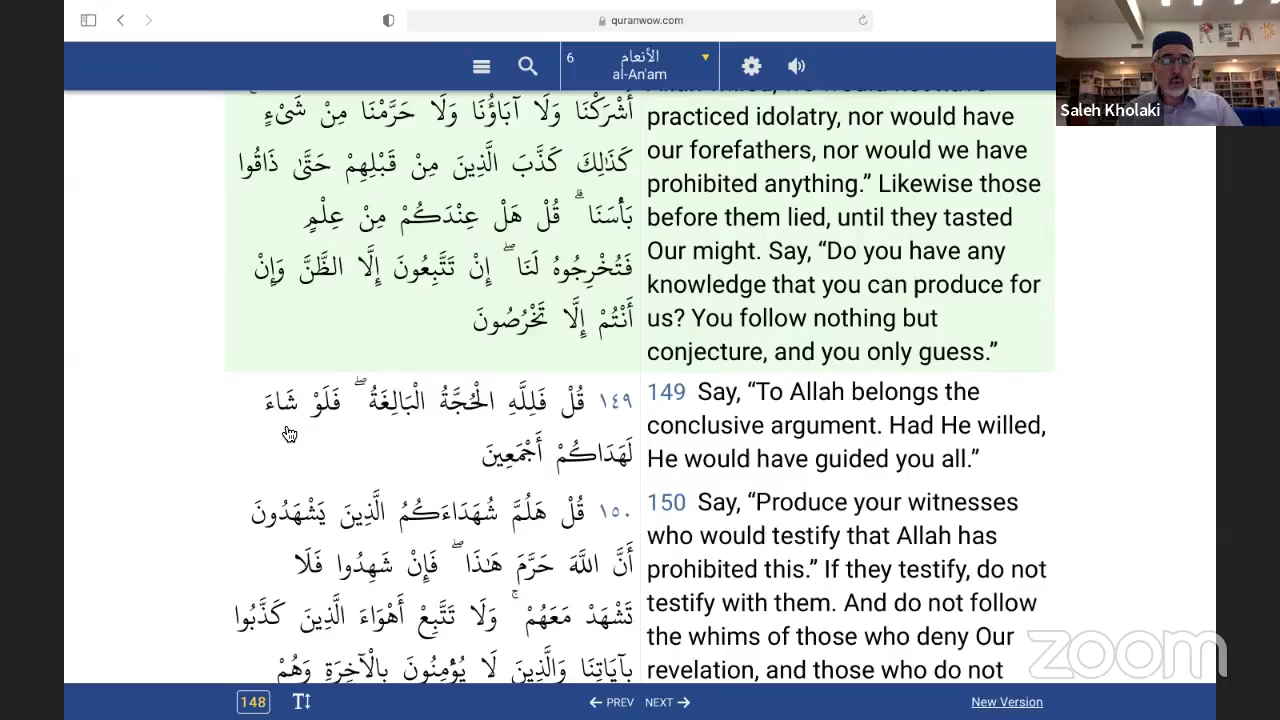 quranwow.com
6
الأنعام
al-An'am
Saleh Kholaki
أَشْرَكْنَا وَلَا آبَاؤُنَا وَلَا حَرَّمْنَا مِنْ شَيْءٍ
كَذَٰلِكَ كَذَّبَ الَّذِينَ مِنْ قَبْلِهِمْ حَتَّىٰ ذَاقُوا
بَأْسَنَا ۗ قُلْ هَلْ عِنْدَكُمْ مِنْ عِلْمٍ
فَتُخْرِجُوهُ لَنَا ۖ إِنْ تَتَّبِعُونَ إِلَّا الظَّنَّ وَإِنْ
أَنْتُمْ إِلَّا تَخْرُصُونَ
practiced idolatry, nor would have
our forefathers, nor would we have
prohibited anything.” Likewise those
before them lied, until they tasted
Our might. Say, “Do you have any
knowledge that you can produce for
us? You follow nothing but
conjecture, and you only guess.”
١٤٩ قُلْ فَلِلَّهِ الْحُجَّةُ الْبَالِغَةُ ۖ فَلَوْ شَاءَ
لَهَدَاكُمْ أَجْمَعِينَ
149 Say, “To Allah belongs the
conclusive argument. Had He willed,
He would have guided you all.”
١٥٠ قُلْ هَلُمَّ شُهَدَاءَكُمُ الَّذِينَ يَشْهَدُونَ
أَنَّ اللَّهَ حَرَّمَ هَٰذَا ۖ فَإِنْ شَهِدُوا فَلَا
تَشْهَدْ مَعَهُمْ ۚ وَلَا تَتَّبِعْ أَهْوَاءَ الَّذِينَ كَذَّبُوا
بِآيَاتِنَا وَالَّذِينَ لَا يُؤْمِنُونَ بِالْآخِرَةِ وَهُمْ
150 Say, “Produce your witnesses
who would testify that Allah has
prohibited this.” If they testify, do not
testify with them. And do not follow
the whims of those who deny Our
revelation, and those who do not
zoom
148
PREV NEXT
New Version